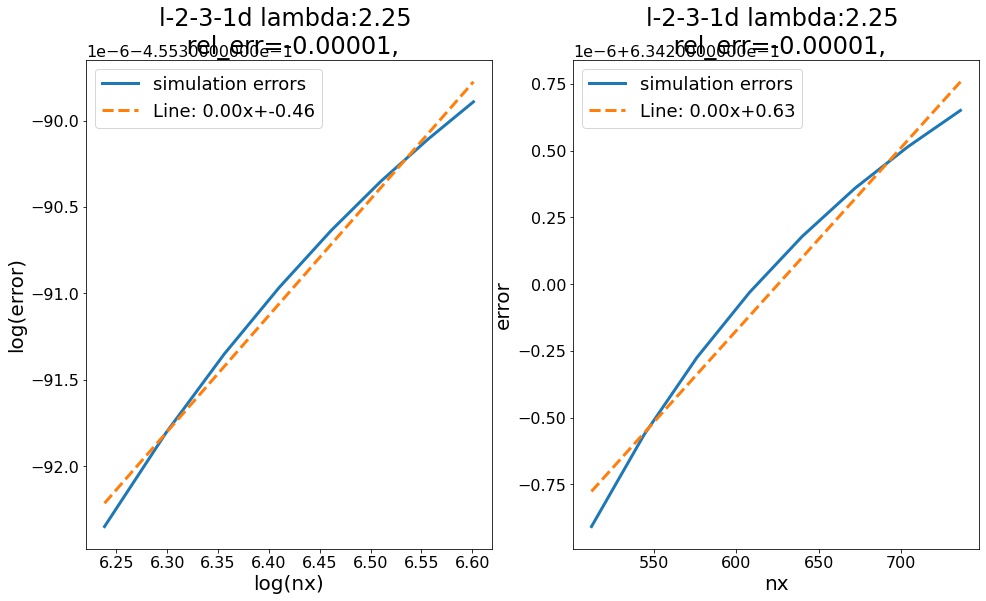 l-2-3-1d lambda:2.25
rel_err=-0.00001,
1e−6−4.5530000000e−1
simulation errors
Line: 0.00x+-0.46
−90.0
−90.5
−91.0
−91.5
−92.0
log(error)
6.25 6.30 6.35 6.40 6.45 6.50 6.55 6.60
log(nx)
l-2-3-1d lambda:2.25
rel_err=-0.00001,
1e−6+6.3420000000e−1
simulation errors
Line: 0.00x+0.63
0.75
0.50
0.25
0.00
−0.25
−0.50
−0.75
error
550 600 650 700
nx